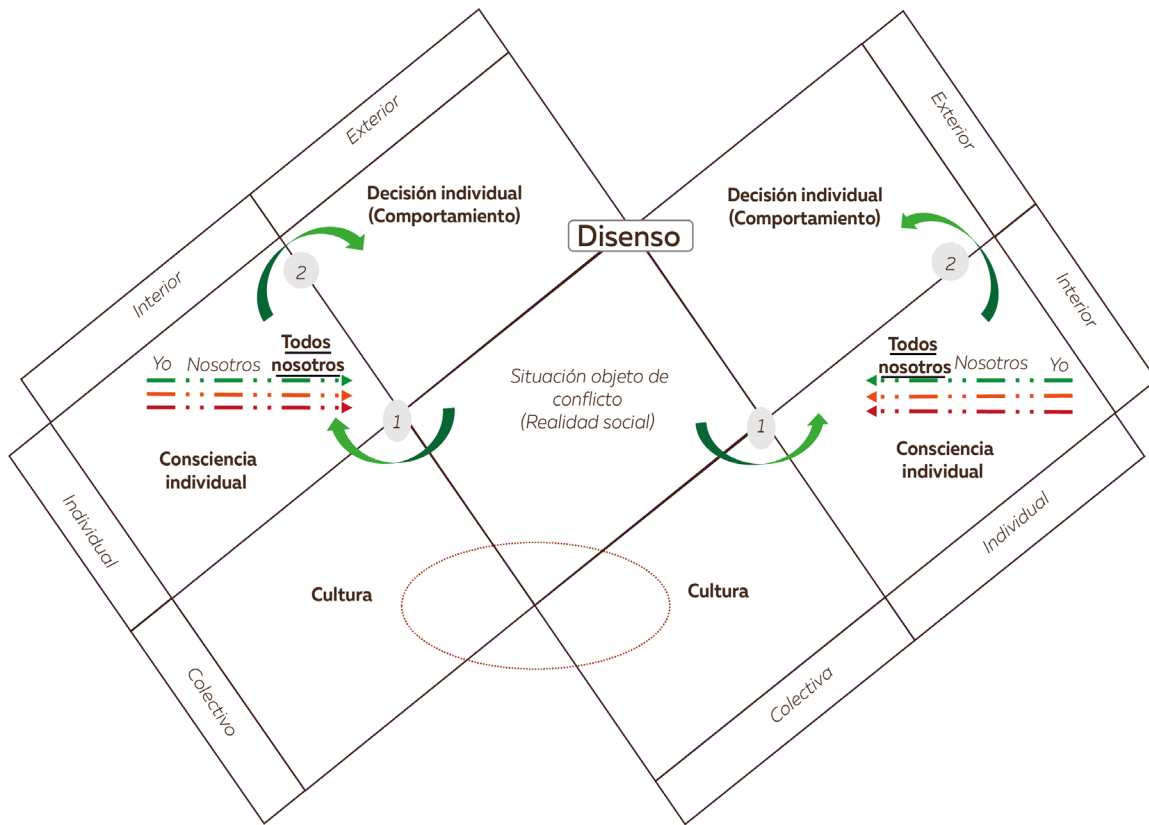 Exterior
Exterior
Decisión individual
(Comportamiento)
Decisión individual
(Comportamiento)
Disenso
Interior
2
2
Interior
Yo
Nosotros
Todos
nosotros
Todos
nosotros
Nosotros
Yo
Situación objeto de
conflicto
(Realidad social)
1
1
Consciencia
individual
Consciencia
individual
Individual
Individual
Cultura
Cultura
Colectivo
Colectiva